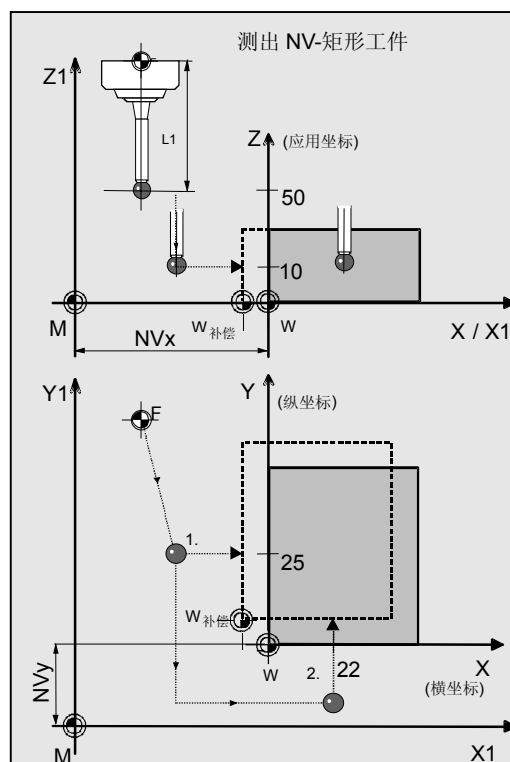 测出 NV-矩形工件
Z1
L1
Z (应用坐标)
50
10
M
W补偿
W
X / X1
NVx
Y1
F
Y (纵坐标)
1.
25
W补偿
W
2.
22
X
(横坐标)
NVy
M
X1